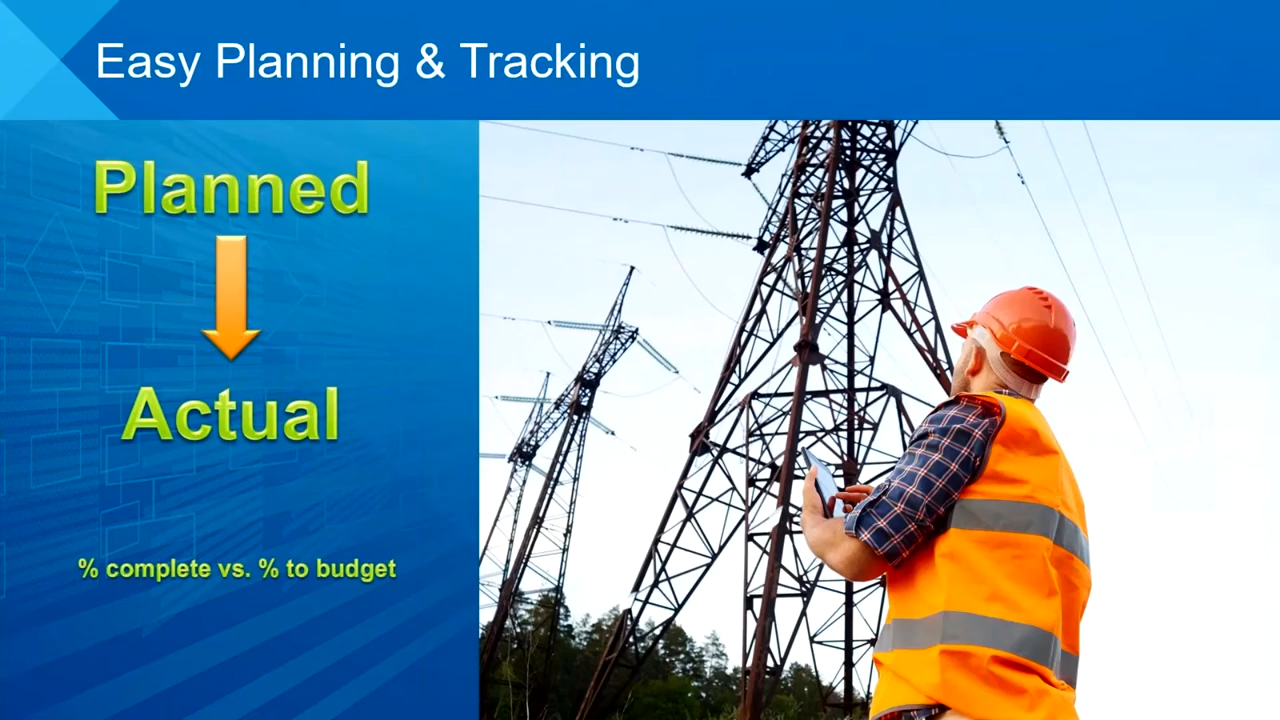 Easy Planning & Tracking
Planned
Actual
% complete vs. % to budget